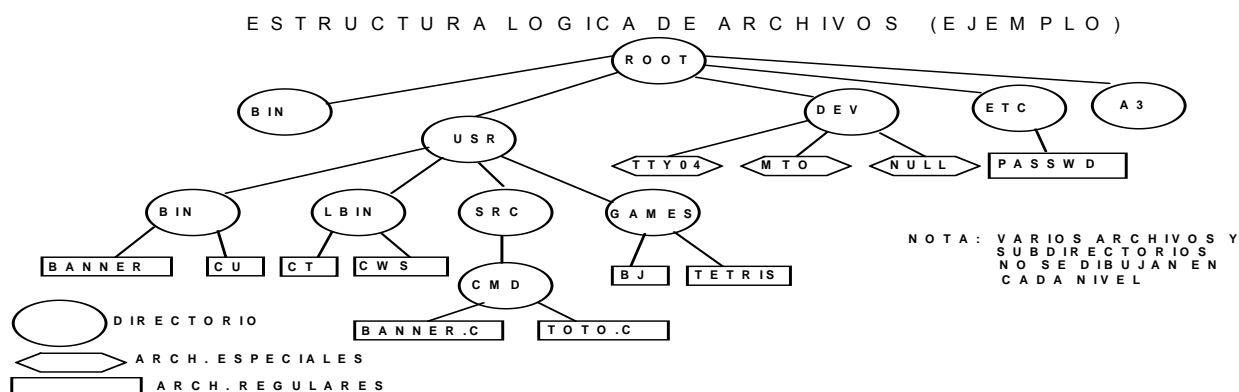 ESTRUCTURA LOGICA DE ARCHIVOS (EJEMPLO)
ROOT
BIN
USR
DEV
ETC
A3
TTY04
MTO
NULL
PASSWD
BIN
LBIN
SRC
GAMES
BANNER
CU
CT
CWS
CMD
BJ
TETRIS
NOTA: VARIOS ARCHIVOS Y
SUBDIRECTORIOS
NO SE DIBUJAN EN
CADA NIVEL
BANNER.C
TOTO.C
DIRECTORIO
ARCH.ESPECIALES
ARCH.REGULARES